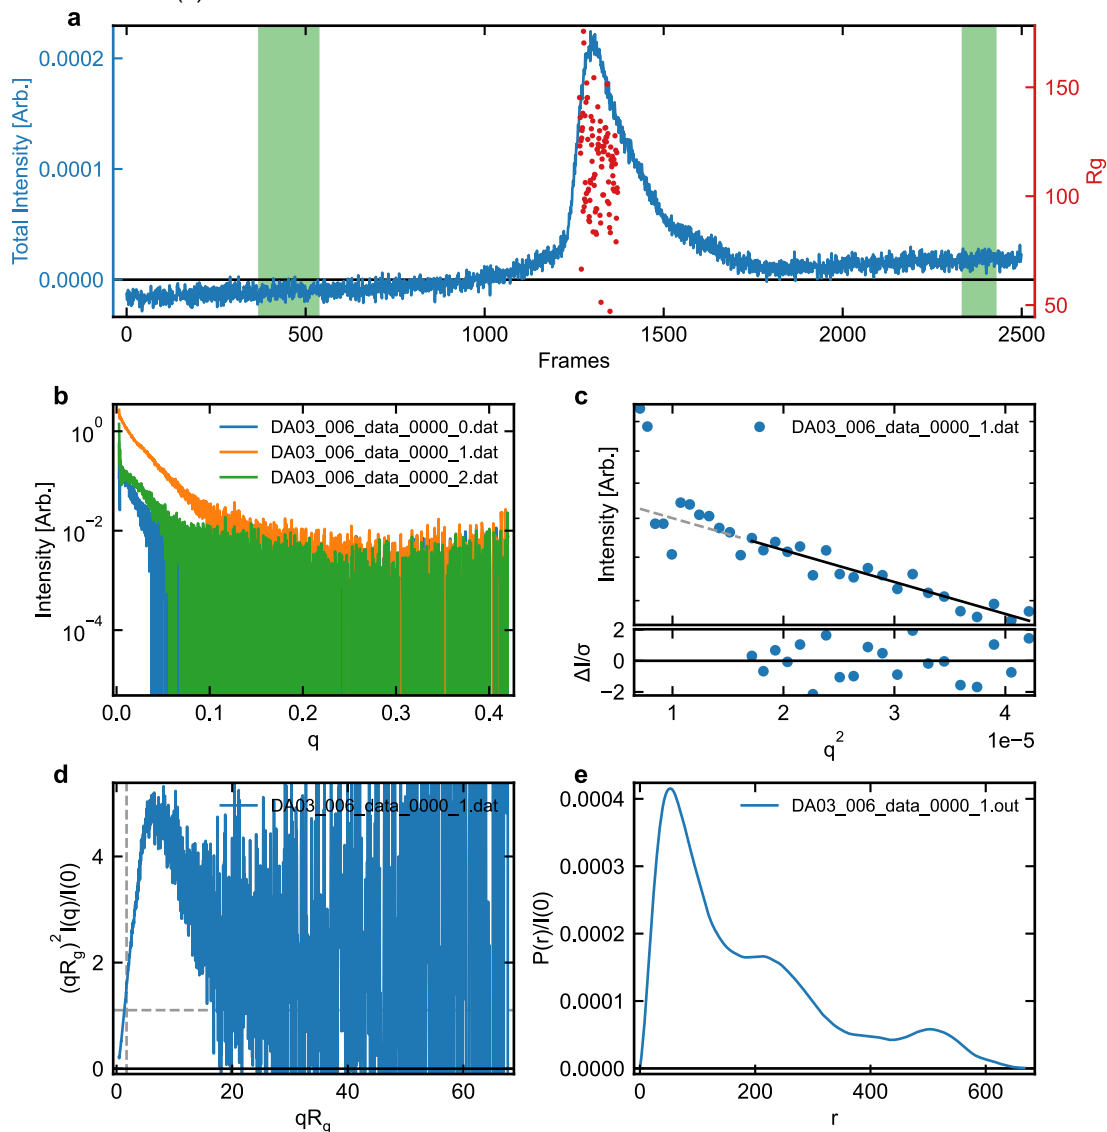 (
)
a
0.0002
0.0001
0.0000
Total Intensity [Arb.]
150
100
50
Rg
0
500
1000
1500
2000
2500
Frames
b
DA03_006_data_0000_0.dat
DA03_006_data_0000_1.dat
DA03_006_data_0000_2.dat
10^0
10^−2
10^−4
Intensity [Arb.]
0.0
0.1
0.2
0.3
0.4
q
c
DA03_006_data_0000_1.dat
Intensity [Arb.]
2
0
−2
ΔI/σ
1
2
3
4
1e−5
q^2
d
DA03_006_data_0000_1.dat
4
2
0
(qR_g)^2 I(q)/I(0)
0
20
40
60
qR_g
e
DA03_006_data_0000_1.out
0.0004
0.0003
0.0002
0.0001
0.0000
P(r)/I(0)
0
200
400
600
r